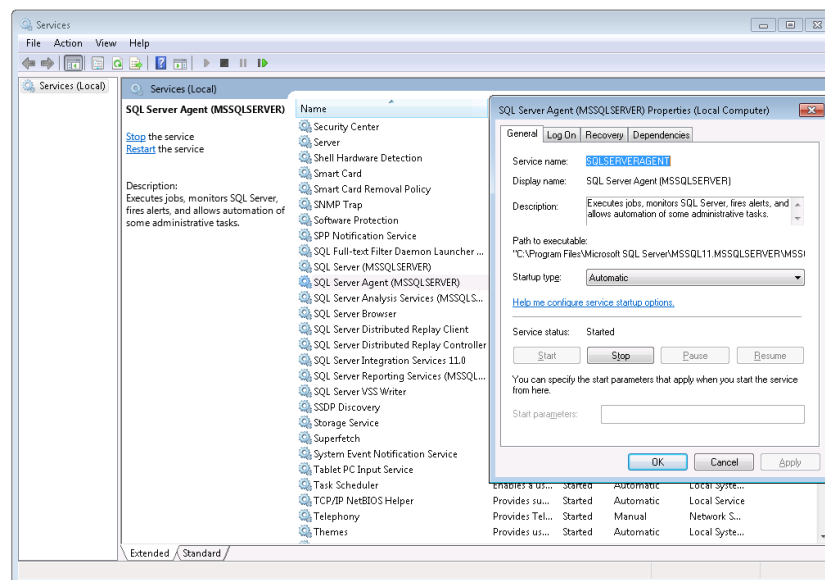 Services
File Action View Help
Services (Local)
Services (Local)
SQL Server Agent (MSSQLSERVER)
Stop the service
Restart the service
Description:
Executes jobs, monitors SQL Server,
fires alerts, and allows automation of
some administrative tasks.
Name
Security Center
Server
Shell Hardware Detection
Smart Card
Smart Card Removal Policy
SNMP Trap
Software Protection
SPP Notification Service
SQL Full-text Filter Daemon Launcher ...
SQL Server (MSSQLSERVER)
SQL Server Agent (MSSQLSERVER)
SQL Server Analysis Services (MSSQLS...
SQL Server Browser
SQL Server Distributed Replay Client
SQL Server Distributed Replay Controller
SQL Server Integration Services 11.0
SQL Server Reporting Services (MSSQL...
SQL Server VSS Writer
SSDP Discovery
Storage Service
Superfetch
System Event Notification Service
Tablet PC Input Service
Task Scheduler Enables a us... Started Automatic Local Syste...
TCP/IP NetBIOS Helper Provides su... Started Automatic Local Service
Telephony Provides Tel... Started Manual Network S...
Themes Provides us... Started Automatic Local Syste...
Extended Standard
SQL Server Agent (MSSQLSERVER) Properties (Local Computer)
General Log On Recovery Dependencies
Service name: SQLSERVERAGENT
Display name: SQL Server Agent (MSSQLSERVER)
Description: Executes jobs, monitors SQL Server, fires alerts, and
allows automation of some administrative tasks.
Path to executable:
"C:\Program Files\Microsoft SQL Server\MSSQL11.MSSQLSERVER\MSS
Startup type: Automatic
Help me configure service startup options.
Service status: Started
Start Stop Pause Resume
You can specify the start parameters that apply when you start the service
from here.
Start parameters:
OK Cancel Apply